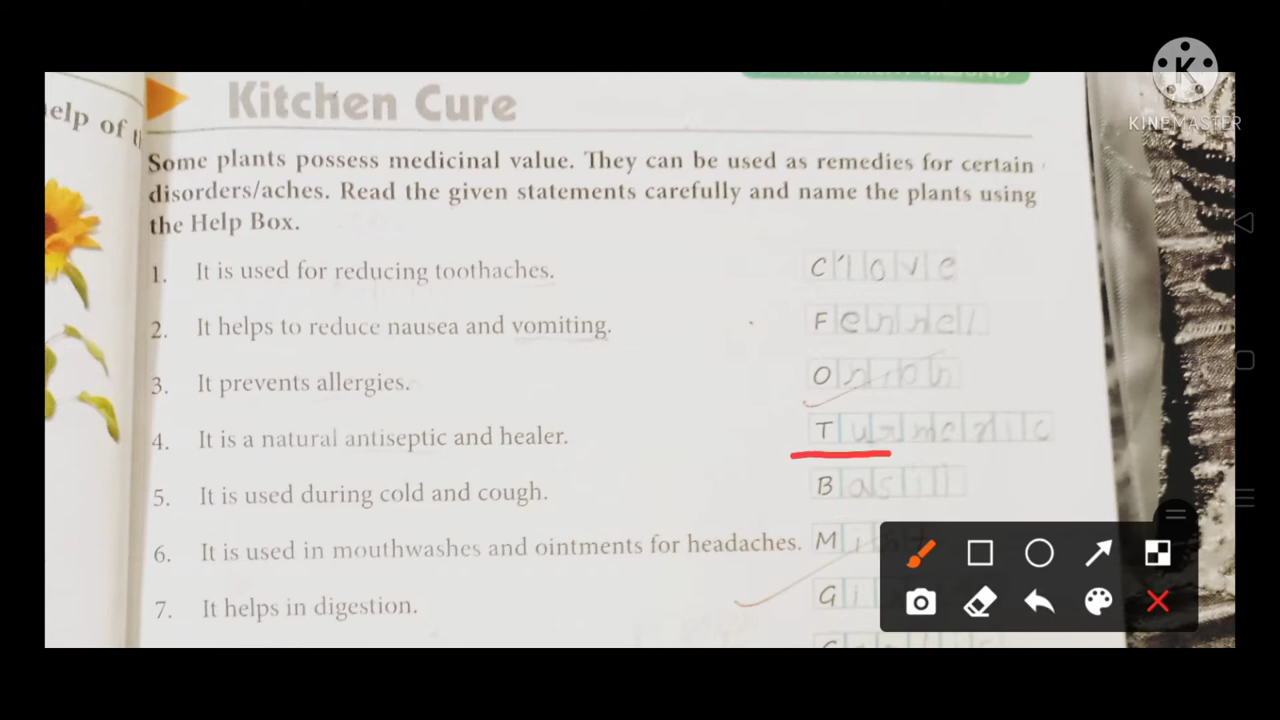 KINEMASTER
elp of t
Kitchen Cure
Some plants possess medicinal value. They can be used as remedies for certain
disorders/aches. Read the given statements carefully and name the plants using
the Help Box.
1. It is used for reducing toothaches. Clove
2. It helps to reduce nausea and vomiting. Fennel
3. It prevents allergies. Onion
4. It is a natural antiseptic and healer. Turmeric
5. It is used during cold and cough. Basil
6. It is used in mouthwashes and ointments for headaches. Mi
7. It helps in digestion. Gi